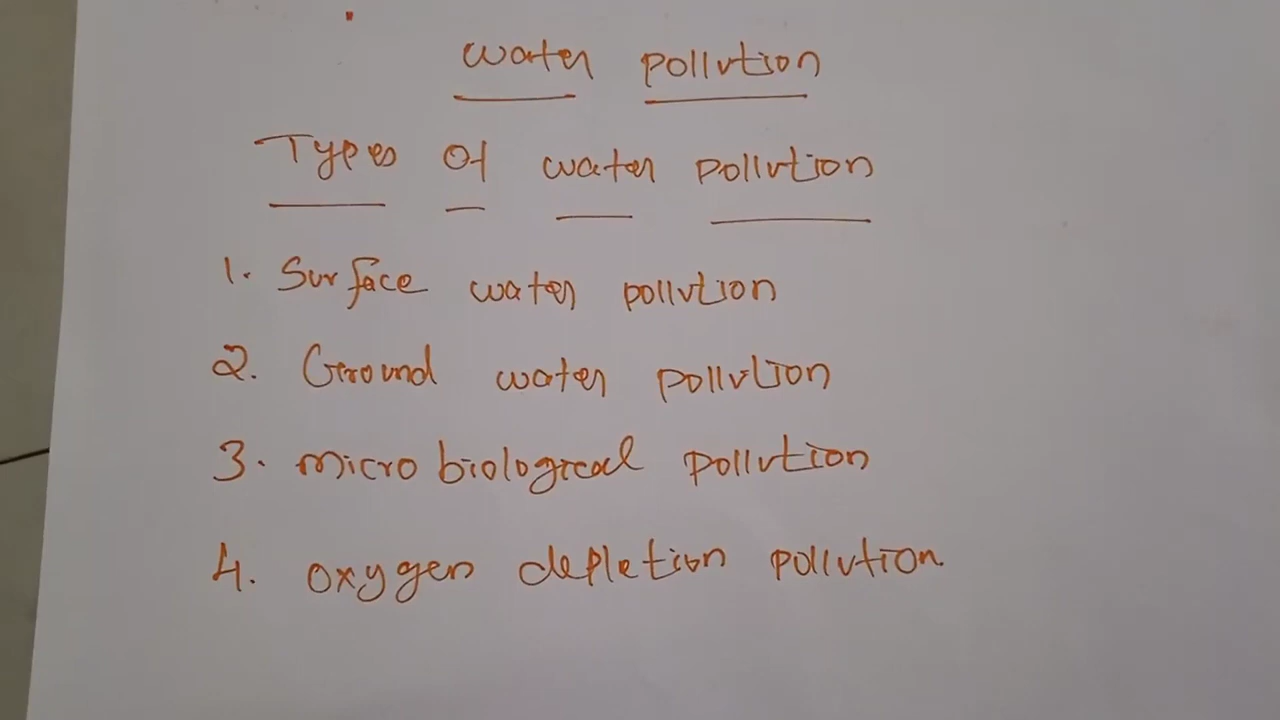 water pollution
Types Of water pollution
1. Surface water pollution
2. Ground water pollution
3. micro biological pollution
4. oxygen depletion pollution